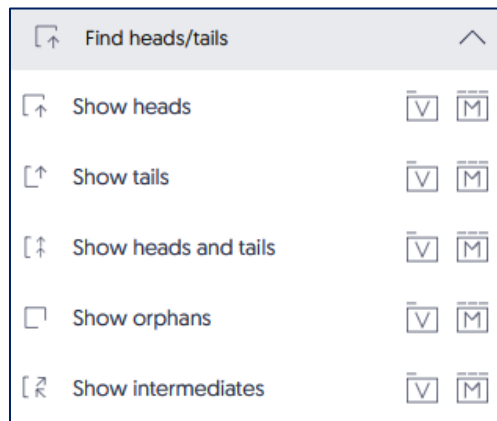 Find heads/tails
Show heads V M
Show tails V M
Show heads and tails V M
Show orphans V M
Show intermediates V M